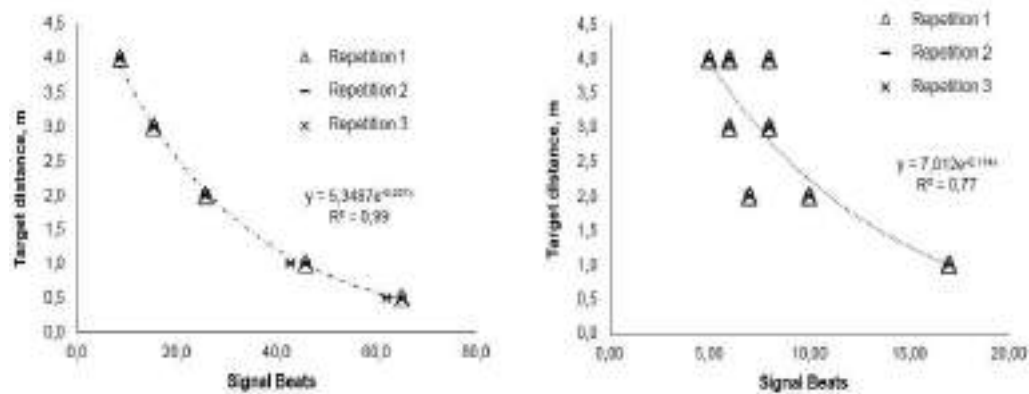 4,5
4,0
3,5
3,0
2,5
2,0
1,5
1,0
0,5
0,0
Target distance, m
0,0 20,0 40,0 60,0 80,0
Signal Beats
Repetition 1
Repetition 2
Repetition 3
R² = 0,99
4,5
4,0
3,5
3,0
2,5
2,0
1,5
1,0
0,5
0,0
Target distance, m
0,00 5,00 10,00 15,00 20,00
Signal Beats
Repetition 1
Repetition 2
Repetition 3
R² = 0,77